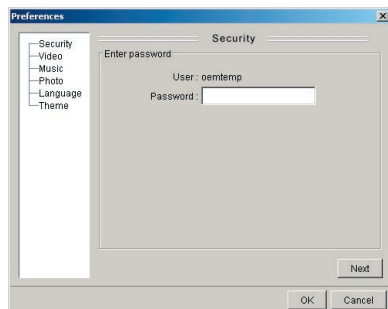 Preferences
Security
Video
Music
Photo
Language
Theme
Security
Enter password
User : oemtemp
Password :
Next
OK
Cancel